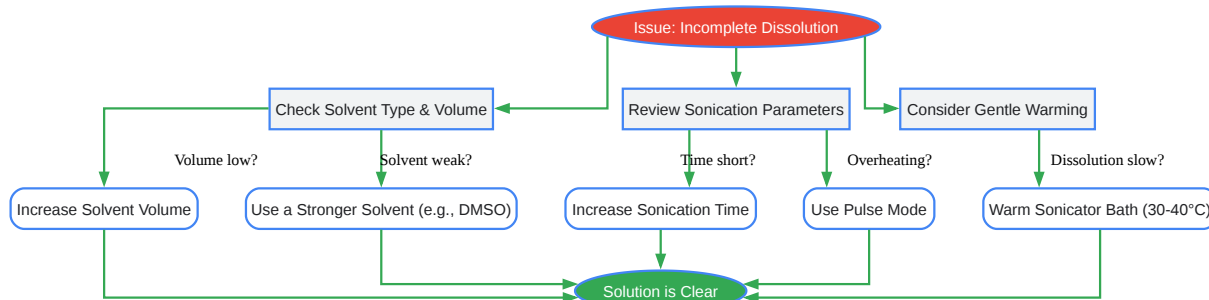 Issue: Incomplete Dissolution
Check Solvent Type & Volume
Review Sonication Parameters
Consider Gentle Warming
Volume low?
Solvent weak?
Time short?
Overheating?
Dissolution slow?
Increase Solvent Volume
Use a Stronger Solvent (e.g., DMSO)
Increase Sonication Time
Use Pulse Mode
Warm Sonicator Bath (30-40°C)
Solution is Clear